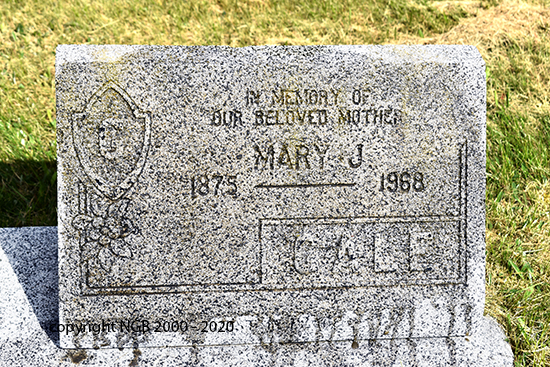 IN MEMORY OF
OUR BELOVED MOTHER
MARY J
1875 — 1968
copyright NGB 2000 - 2020